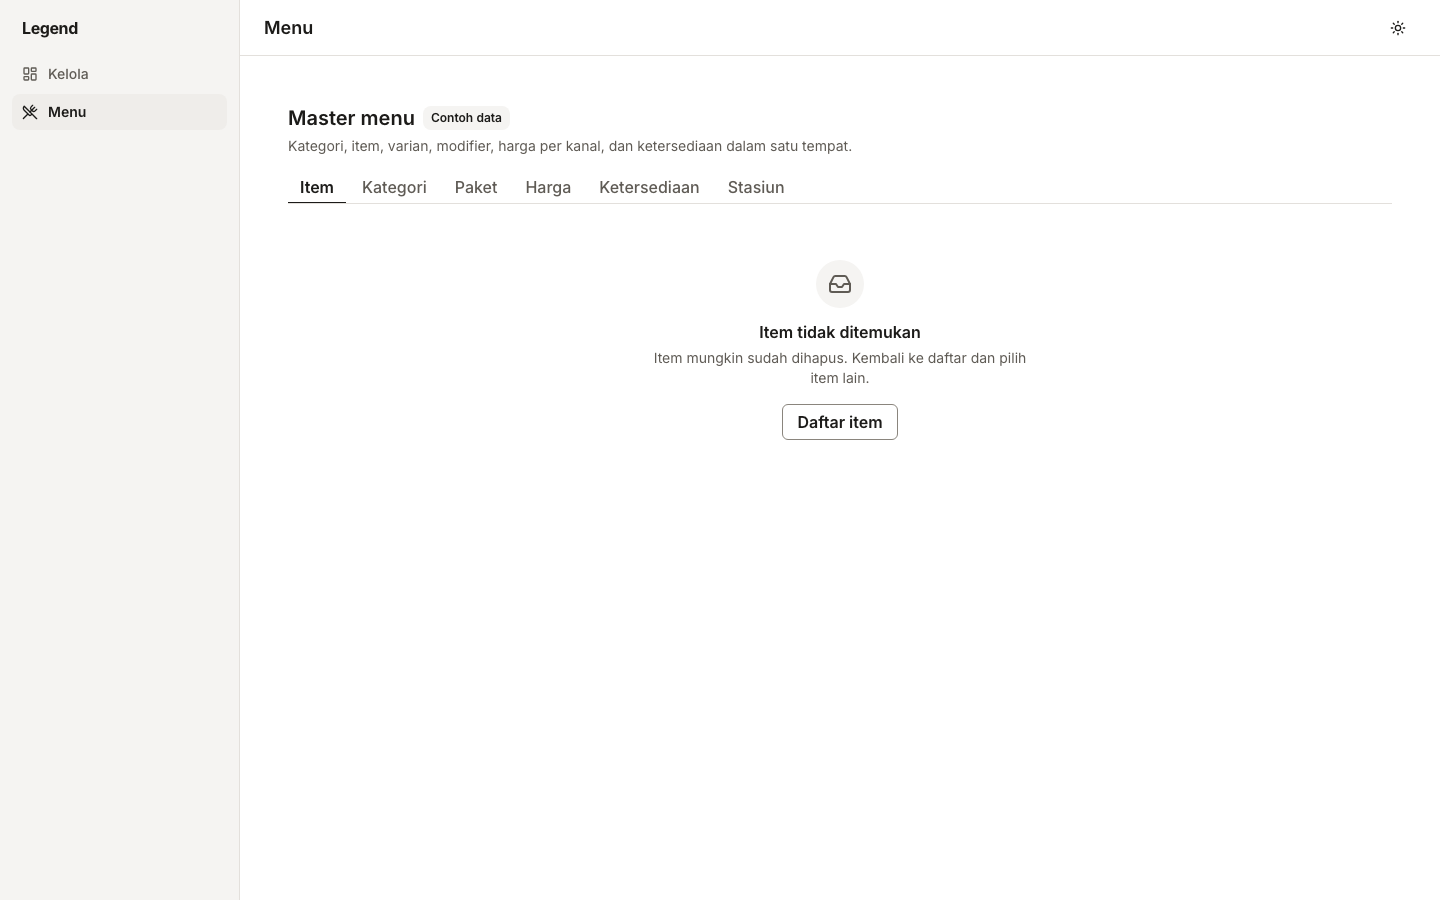 Legend
Kelola
Menu
Menu
Master menu
Contoh data
Kategori, item, varian, modifier, harga per kanal, dan ketersediaan dalam satu tempat.
Item
Kategori
Paket
Harga
Ketersediaan
Stasiun
Item tidak ditemukan
Item mungkin sudah dihapus. Kembali ke daftar dan pilih
item lain.
Daftar item